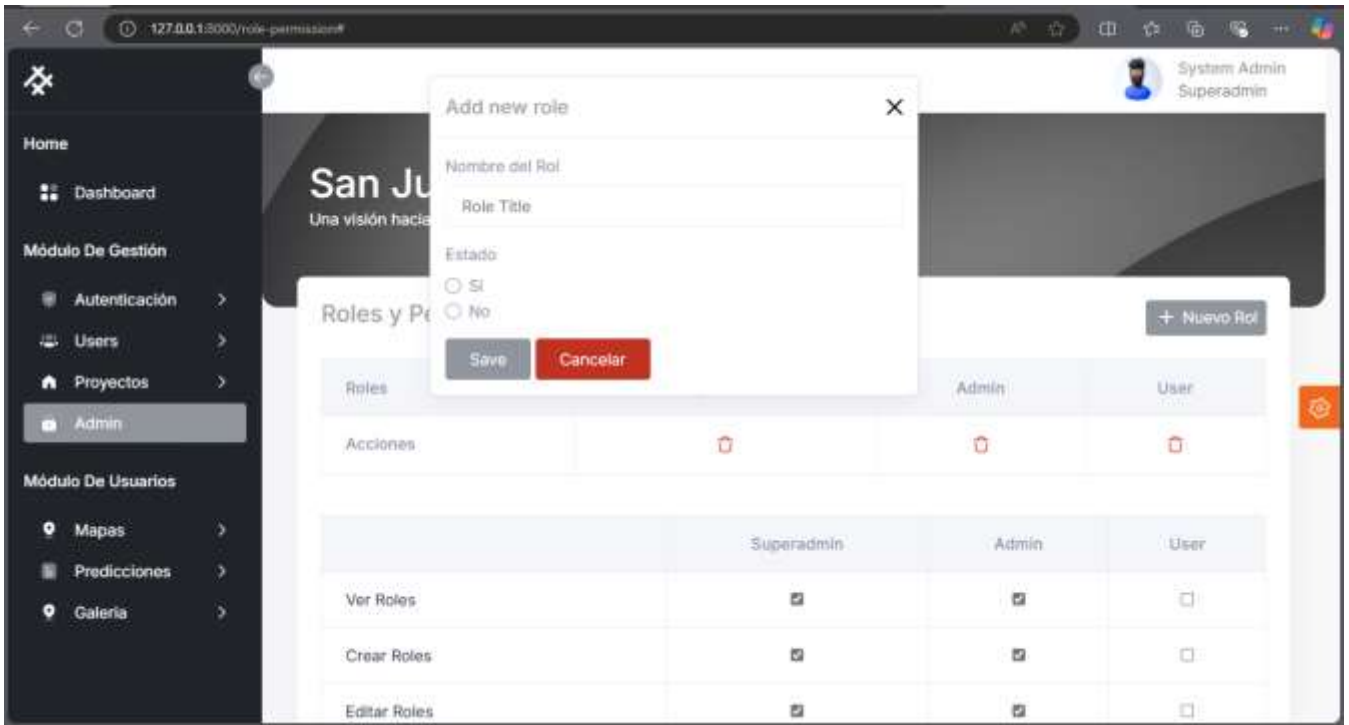 127.0.0.1:8000/role-permission#
System Admin
Superadmin
Add new role
Home
Nombre del Rol
Dashboard
San Ju
Role Title
Una visión hacia
Módulo De Gestión
Estado
Si
Autenticación
No
Roles y Pe
+ Nuevo Rol
Users
Save
Cancelar
Proyectos
Roles
Admin
User
Admin
Acciones
Módulo De Usuarios
Mapas
Superadmin
Admin
User
Predicciones
Ver Roles
Galeria
Crear Roles
Editar Roles